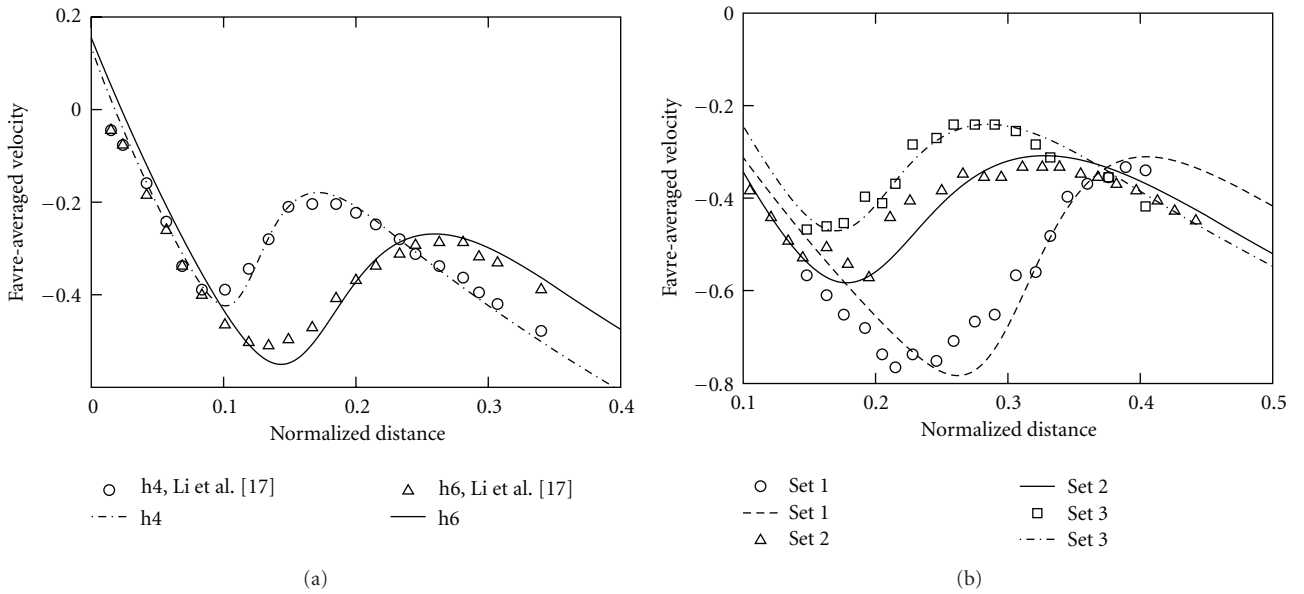 0.2
0
−0.2
−0.4
Favre-averaged velocity
0 0.1 0.2 0.3 0.4
Normalized distance
h4, Li et al. [17]
h4
h6, Li et al. [17]
h6
(a)
0
−0.2
−0.4
−0.6
−0.8
Favre-averaged velocity
0.1 0.2 0.3 0.4 0.5
Normalized distance
Set 1
Set 1
Set 2
Set 2
Set 3
Set 3
(b)